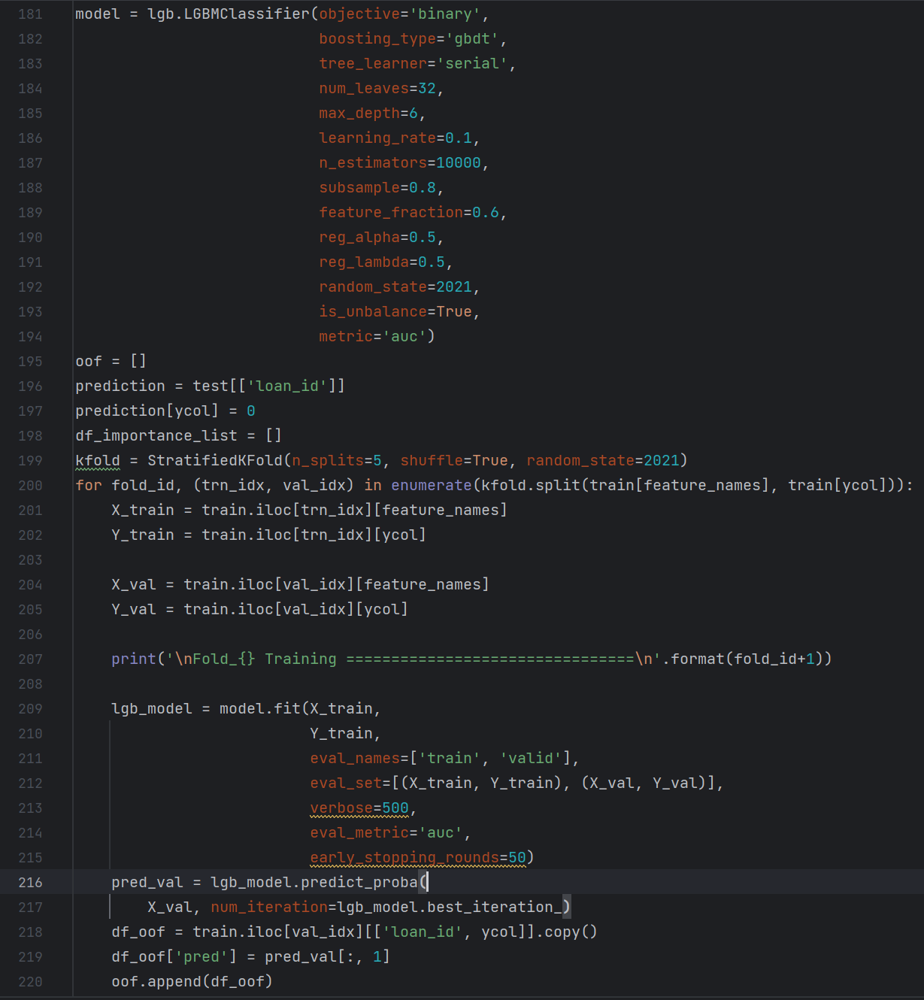 181 model = lgb.LGBMClassifier(objective='binary',
182 boosting_type='gbdt',
183 tree_learner='serial',
184 num_leaves=32,
185 max_depth=6,
186 learning_rate=0.1,
187 n_estimators=10000,
188 subsample=0.8,
189 feature_fraction=0.6,
190 reg_alpha=0.5,
191 reg_lambda=0.5,
192 random_state=2021,
193 is_unbalance=True,
194 metric='auc')
195 oof = []
196 prediction = test[['loan_id']]
197 prediction[ycol] = 0
198 df_importance_list = []
199 kfold = StratifiedKFold(n_splits=5, shuffle=True, random_state=2021)
200 for fold_id, (trn_idx, val_idx) in enumerate(kfold.split(train[feature_names], train[ycol])):
201 X_train = train.iloc[trn_idx][feature_names]
202 Y_train = train.iloc[trn_idx][ycol]
203
204 X_val = train.iloc[val_idx][feature_names]
205 Y_val = train.iloc[val_idx][ycol]
206
207 print('\nFold_{} Training ================================\n'.format(fold_id+1))
208
209 lgb_model = model.fit(X_train,
210 Y_train,
211 eval_names=['train', 'valid'],
212 eval_set=[(X_train, Y_train), (X_val, Y_val)],
213 verbose=500,
214 eval_metric='auc',
215 early_stopping_rounds=50)
216 pred_val = lgb_model.predict_proba(
217 X_val, num_iteration=lgb_model.best_iteration_)
218 df_oof = train.iloc[val_idx][['loan_id', ycol]].copy()
219 df_oof['pred'] = pred_val[:, 1]
220 oof.append(df_oof)